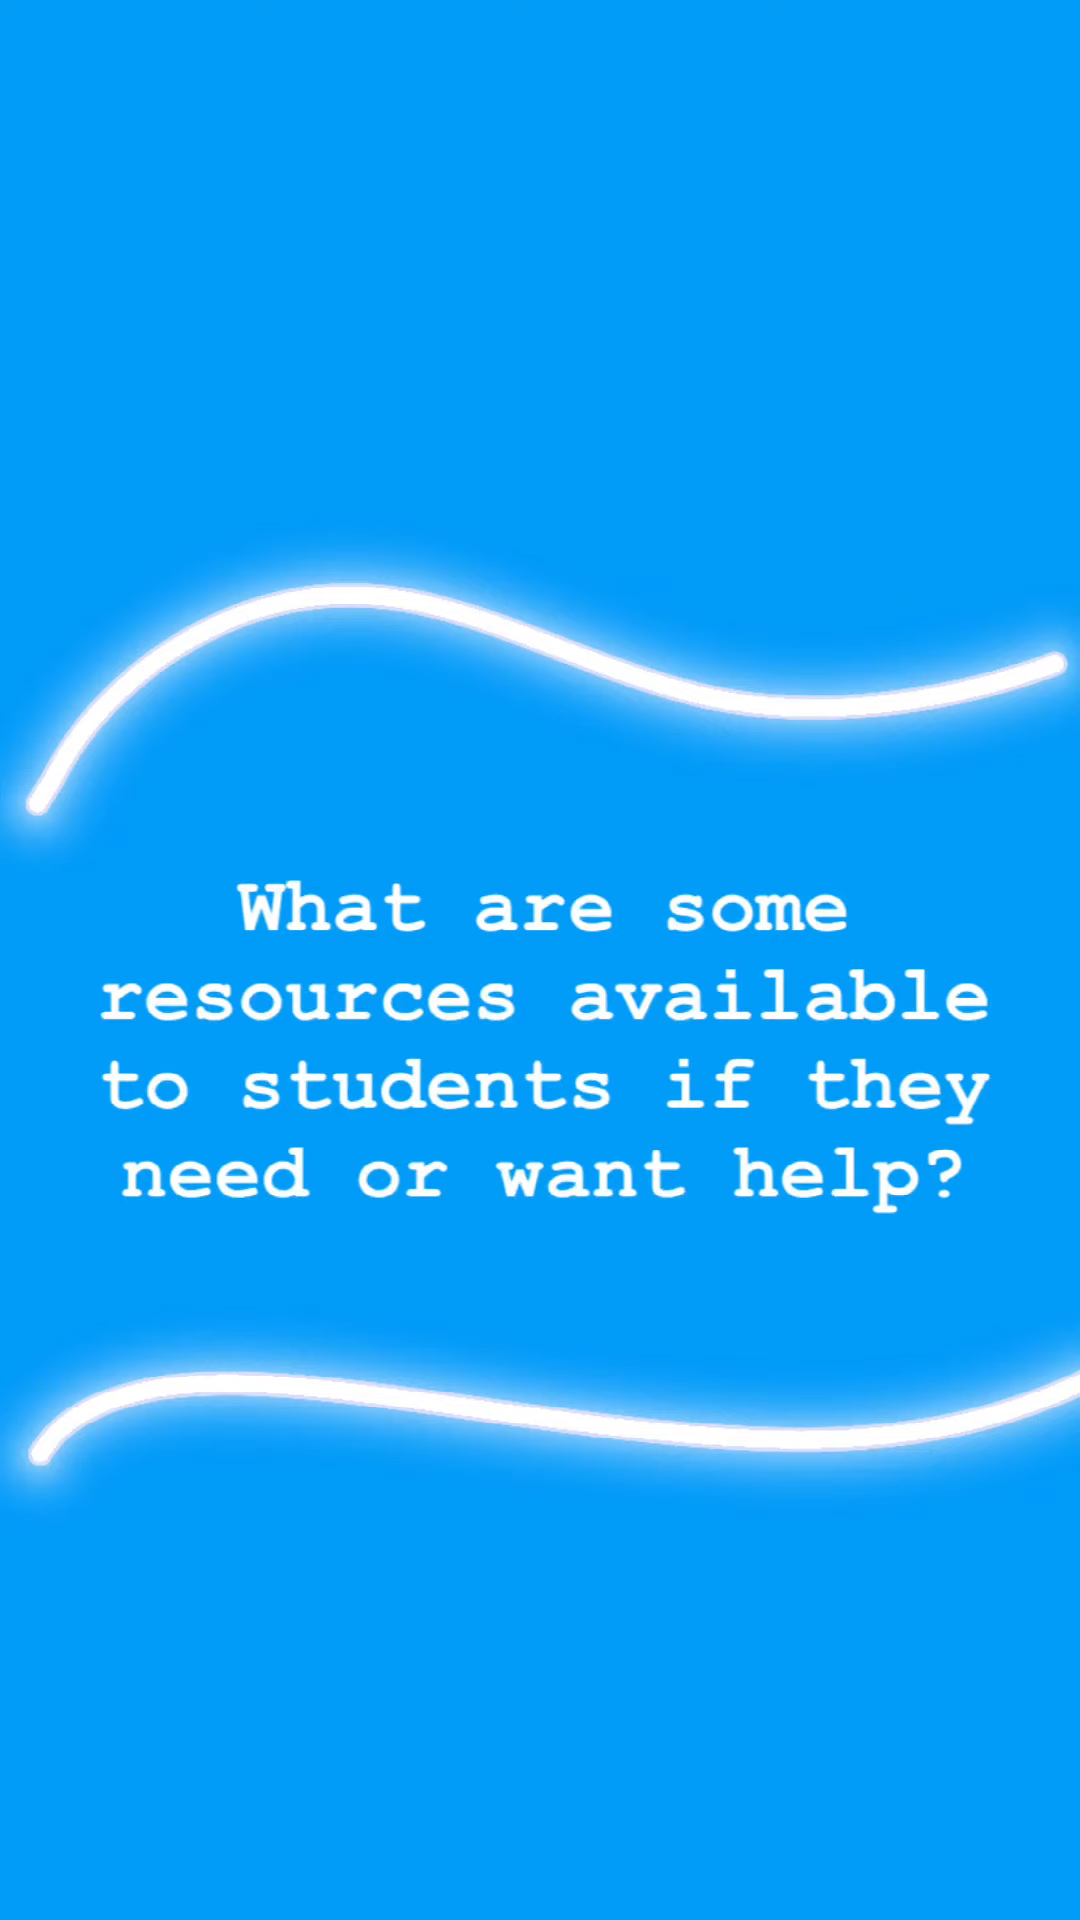 What are some
resources available
to students if they
need or want help?